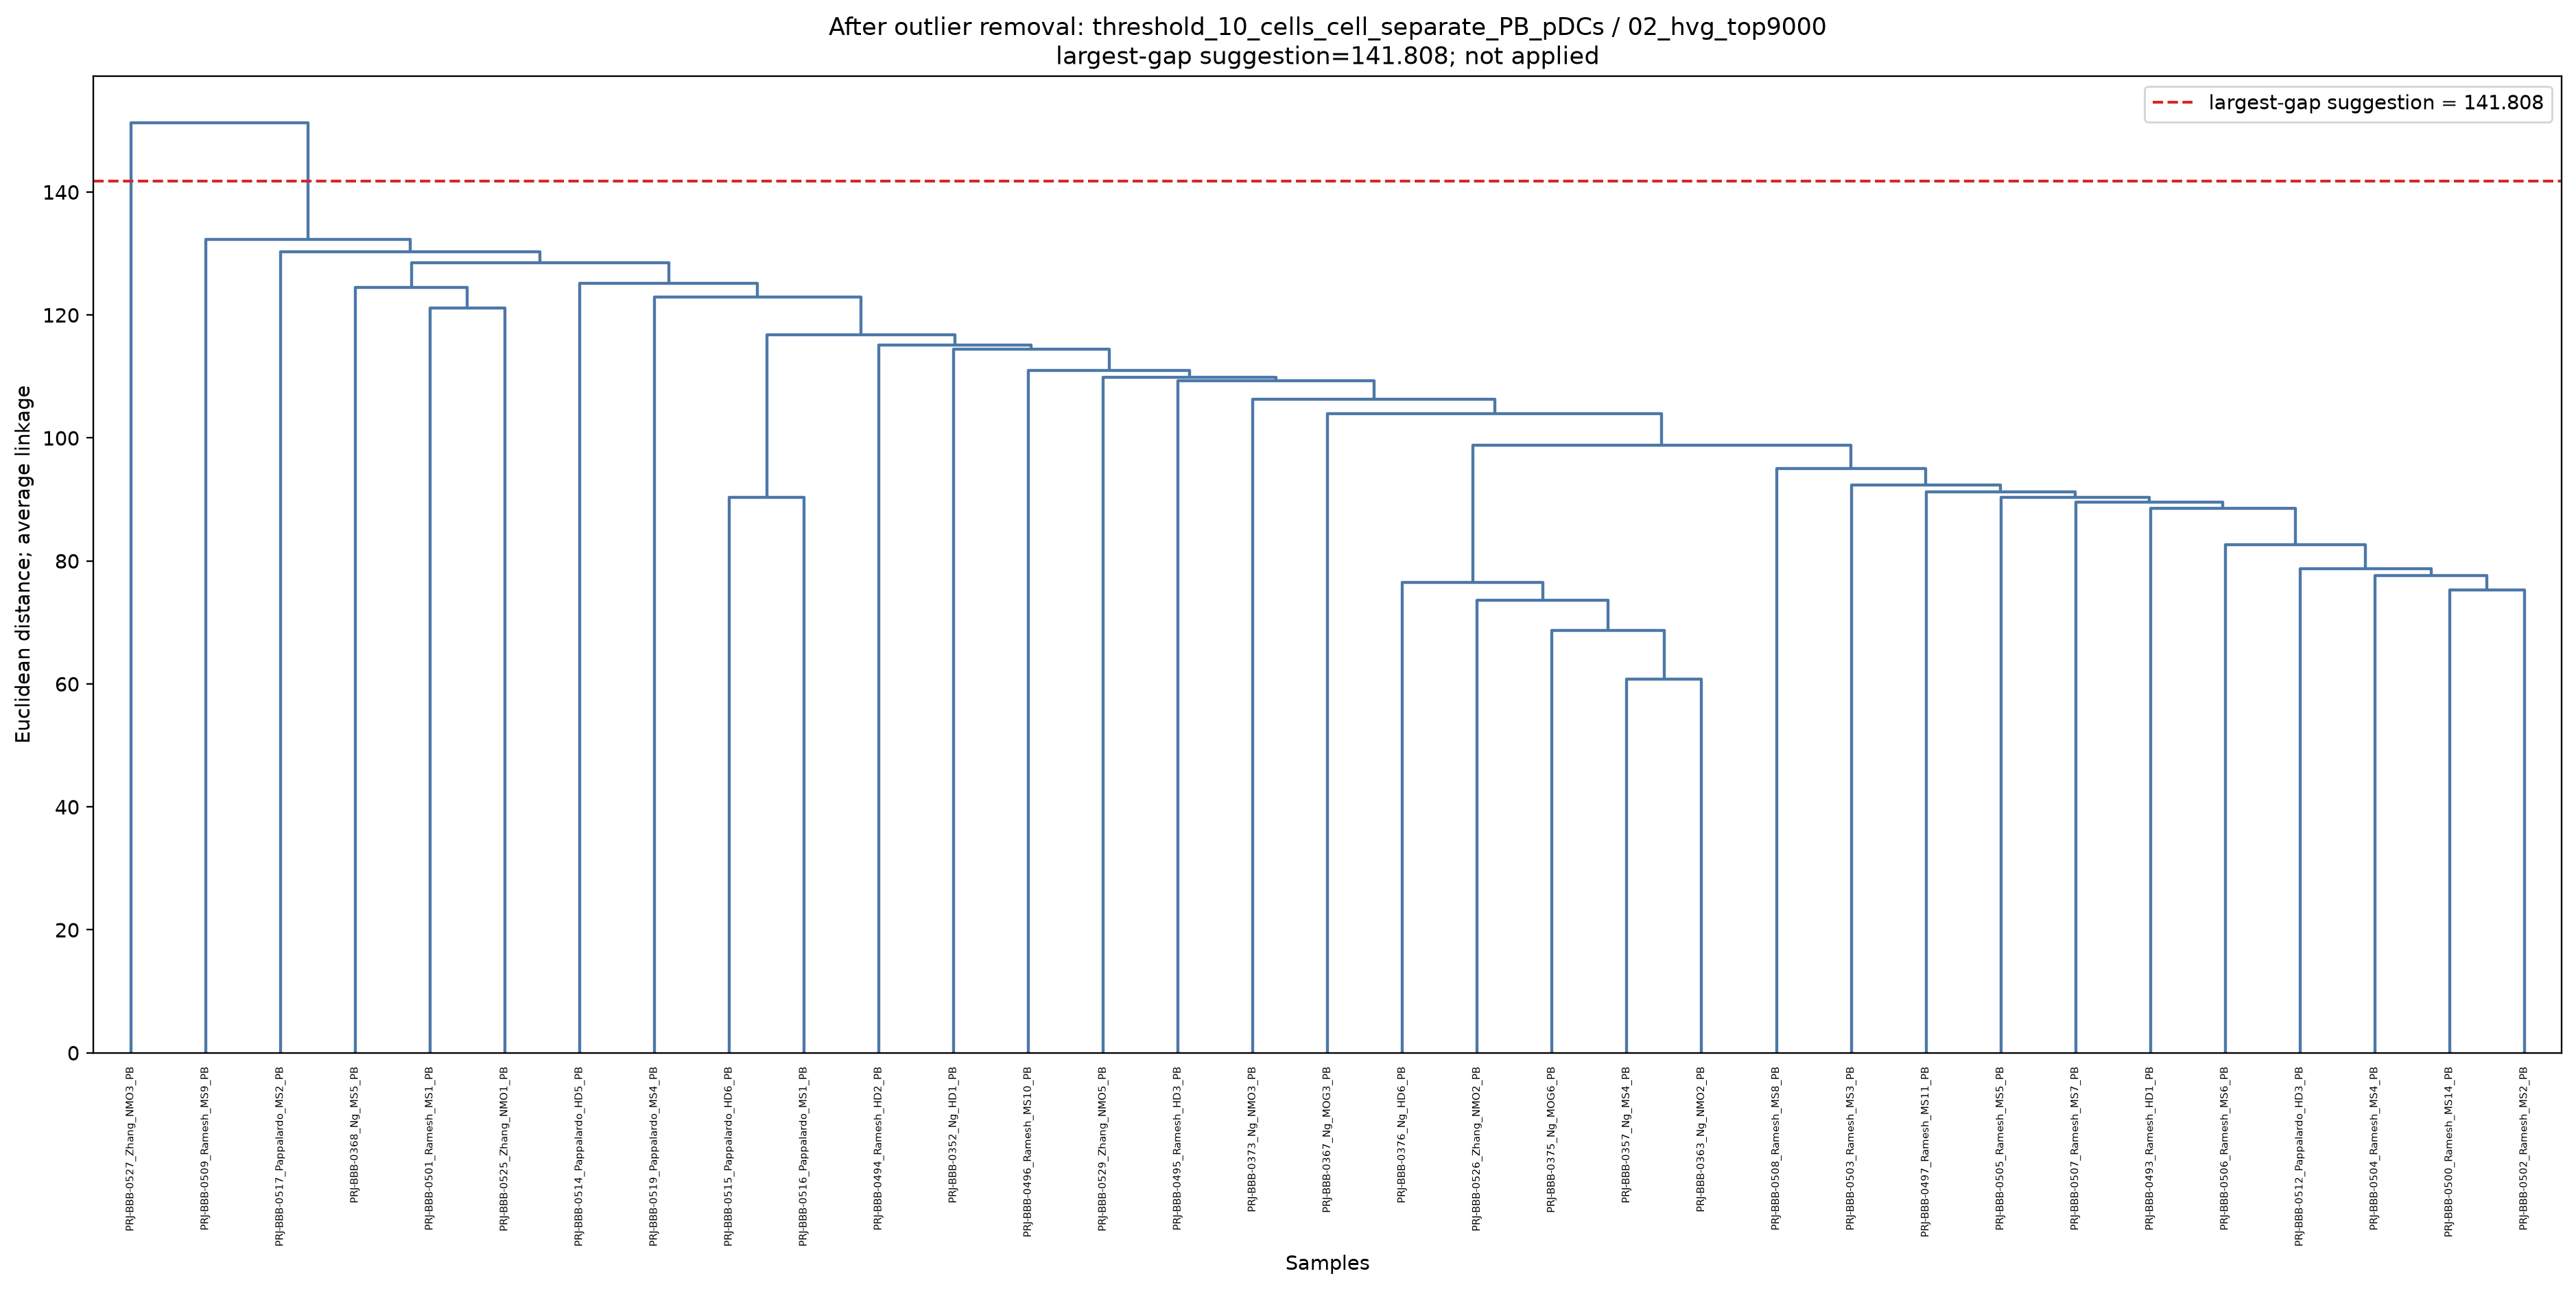 After outlier removal: threshold_10_cells_cell_separate_PB_pDCs / 02_hvg_top9000
largest-gap suggestion=141.808; not applied
largest-gap suggestion = 141.808
Euclidean distance; average linkage
140
120
100
80
60
40
20
0
PRJ-BBB-0527_Zhang_NMO3_PB
PRJ-BBB-0509_Ramesh_MS9_PB
PRJ-BBB-0517_Pappalardo_MS2_PB
PRJ-BBB-0368_Ng_MS5_PB
PRJ-BBB-0501_Ramesh_MS1_PB
PRJ-BBB-0525_Zhang_NMO1_PB
PRJ-BBB-0514_Pappalardo_HD5_PB
PRJ-BBB-0519_Pappalardo_MS4_PB
PRJ-BBB-0515_Pappalardo_HD6_PB
PRJ-BBB-0516_Pappalardo_MS1_PB
PRJ-BBB-0494_Ramesh_HD2_PB
PRJ-BBB-0352_Ng_HD1_PB
PRJ-BBB-0496_Ramesh_MS10_PB
PRJ-BBB-0529_Zhang_NMO5_PB
PRJ-BBB-0495_Ramesh_HD3_PB
PRJ-BBB-0373_Ng_NMO3_PB
PRJ-BBB-0367_Ng_MOG3_PB
PRJ-BBB-0376_Ng_HD6_PB
PRJ-BBB-0526_Zhang_NMO2_PB
PRJ-BBB-0375_Ng_MOG6_PB
PRJ-BBB-0357_Ng_MS4_PB
PRJ-BBB-0363_Ng_NMO2_PB
PRJ-BBB-0508_Ramesh_MS8_PB
PRJ-BBB-0503_Ramesh_MS3_PB
PRJ-BBB-0497_Ramesh_MS11_PB
PRJ-BBB-0505_Ramesh_MS5_PB
PRJ-BBB-0507_Ramesh_MS7_PB
PRJ-BBB-0493_Ramesh_HD1_PB
PRJ-BBB-0506_Ramesh_MS6_PB
PRJ-BBB-0512_Pappalardo_HD3_PB
PRJ-BBB-0504_Ramesh_MS4_PB
PRJ-BBB-0500_Ramesh_MS14_PB
PRJ-BBB-0502_Ramesh_MS2_PB
Samples